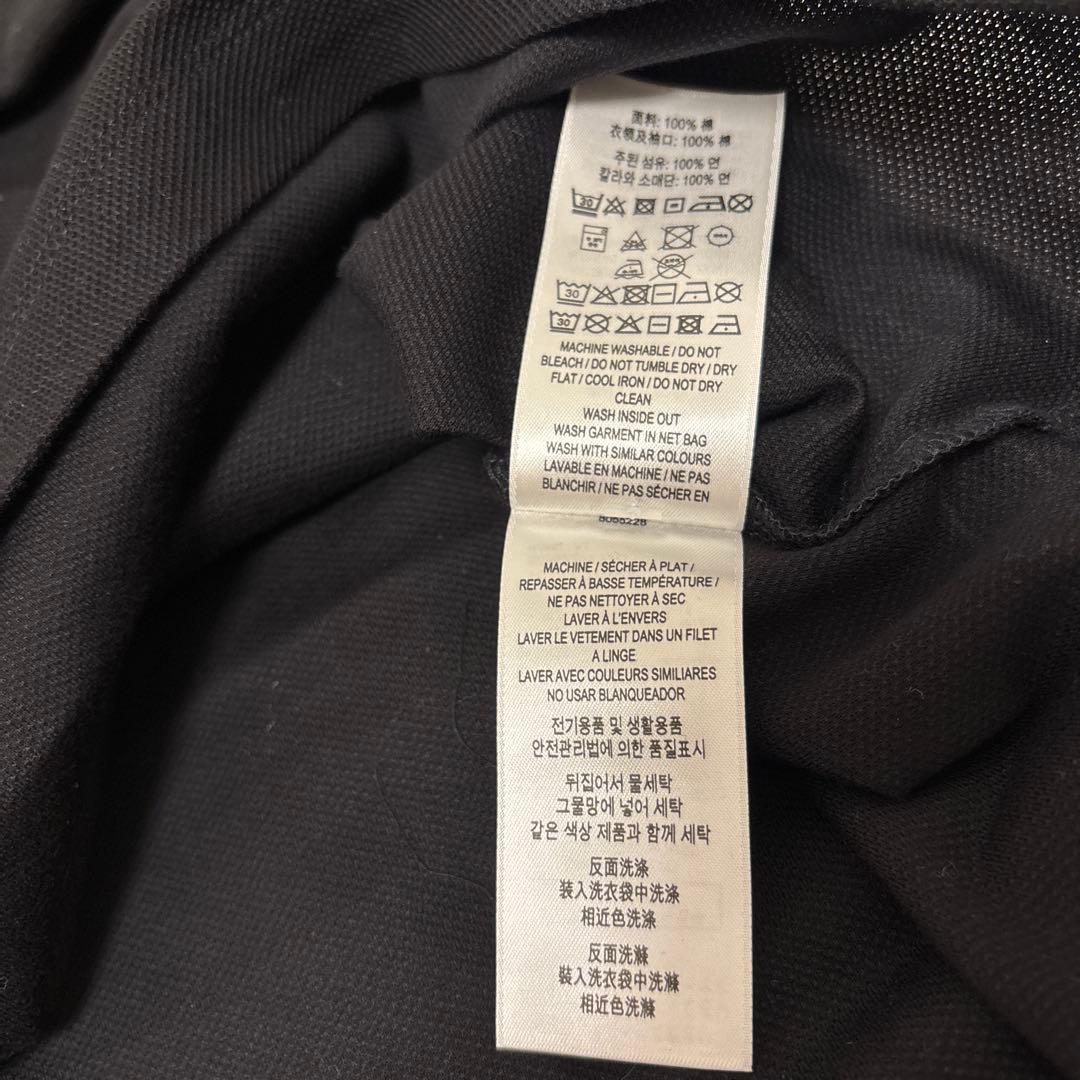 面料: 100% 棉
衣领及袖口: 100% 棉
주원 섬유: 100% 면
칼라와 소매단: 100% 면
30
30
30
MACHINE WASHABLE / DO NOT
BLEACH / DO NOT TUMBLE DRY / DRY
FLAT / COOL IRON / DO NOT DRY
CLEAN
WASH INSIDE OUT
WASH GARMENT IN NET BAG
WASH WITH SIMILAR COLOURS
LAVABLE EN MACHINE / NE PAS
BLANCHIR / NE PAS SÉCHER EN
MACHINE / SÉCHER À PLAT /
REPASSER À BASSE TEMPÉRATURE /
NE PAS NETTOYER À SEC
LAVER À L'ENVERS
LAVER LE VETEMENT DANS UN FILET
A LINGE
LAVER AVEC COULEURS SIMILIARES
NO USAR BLANQUEADOR
전기용품 및 생활용품
안전관리법에 의한 품질표시
뒤집어서 물세탁
그물망에 넣어 세탁
같은 색상 제품과 함께 세탁
反面洗涤
装入洗衣袋中洗涤
相近色洗涤
反面洗滌
裝入洗衣袋中洗滌
相近色洗滌